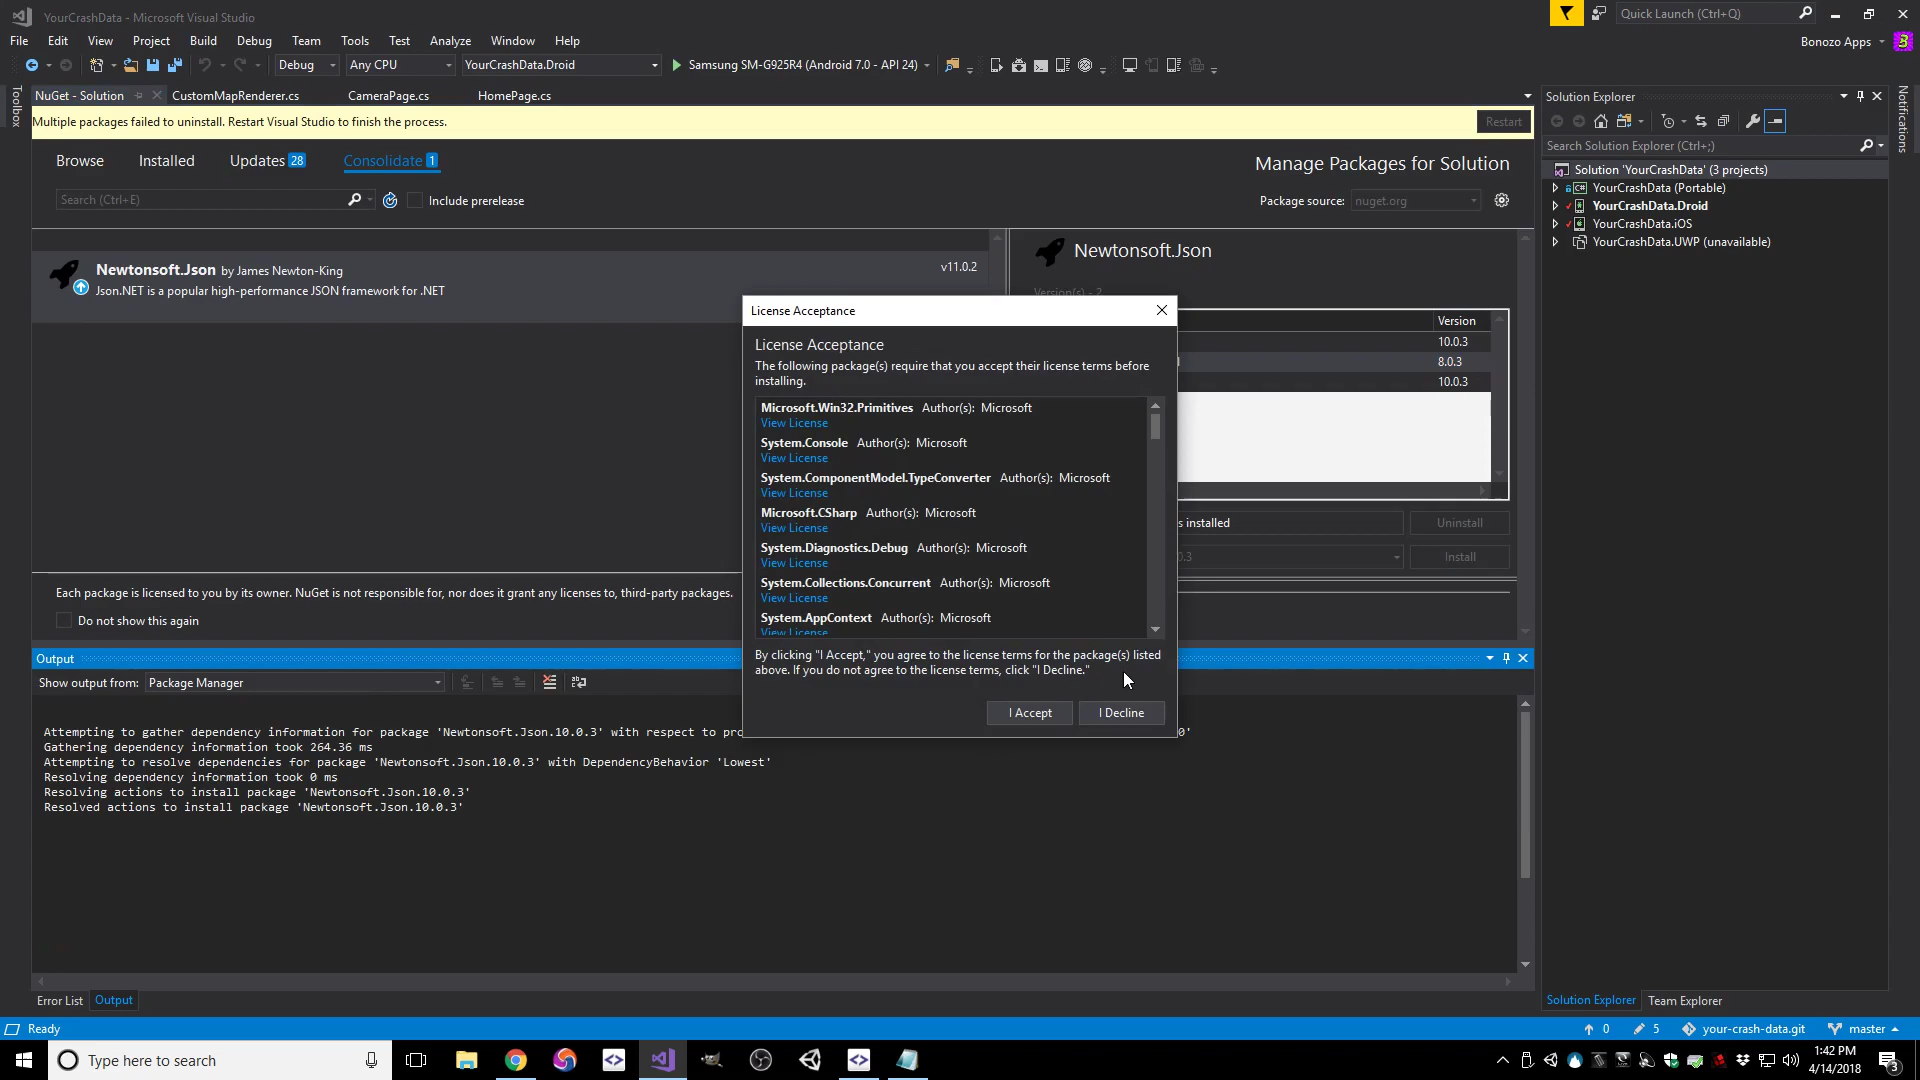 YourCrashData - Microsoft Visual Studio
Quick Launch (Ctrl+Q)
File Edit View Project Build Debug Team Tools Test Analyze Window Help
Bonozo Apps
Debug Any CPU YourCrashData.Droid Samsung SM-G925R4 (Android 7.0 - API 24)
Toolbox
NuGet - Solution CustomMapRenderer.cs CameraPage.cs HomePage.cs
Multiple packages failed to uninstall. Restart Visual Studio to finish the process.
Restart
Browse Installed Updates 28 Consolidate 1
Manage Packages for Solution
Search (Ctrl+E)
Include prerelease
Package source: nuget.org
Newtonsoft.Json by James Newton-King
v11.0.2
Json.NET is a popular high-performance JSON framework for .NET
Newtonsoft.Json
Version(s) - 2
Version
10.0.3
8.0.3
10.0.3
s installed
Uninstall
0.3
Install
Each package is licensed to you by its owner. NuGet is not responsible for, nor does it grant any licenses to, third-party packages.
Do not show this again
License Acceptance
License Acceptance
The following package(s) require that you accept their license terms before
installing.
Microsoft.Win32.Primitives Author(s): Microsoft
View License
System.Console Author(s): Microsoft
View License
System.ComponentModel.TypeConverter Author(s): Microsoft
View License
Microsoft.CSharp Author(s): Microsoft
View License
System.Diagnostics.Debug Author(s): Microsoft
View License
System.Collections.Concurrent Author(s): Microsoft
View License
System.AppContext Author(s): Microsoft
View License
By clicking "I Accept," you agree to the license terms for the package(s) listed
above. If you do not agree to the license terms, click "I Decline."
I Accept
I Decline
Output
Show output from: Package Manager
Attempting to gather dependency information for package 'Newtonsoft.Json.10.0.3' with respect to pro 0'
Gathering dependency information took 264.36 ms
Attempting to resolve dependencies for package 'Newtonsoft.Json.10.0.3' with DependencyBehavior 'Lowest'
Resolving dependency information took 0 ms
Resolving actions to install package 'Newtonsoft.Json.10.0.3'
Resolved actions to install package 'Newtonsoft.Json.10.0.3'
Error List Output
Solution Explorer
Search Solution Explorer (Ctrl+;)
Solution 'YourCrashData' (3 projects)
YourCrashData (Portable)
YourCrashData.Droid
YourCrashData.iOS
YourCrashData.UWP (unavailable)
Notifications
Solution Explorer Team Explorer
Ready
0 5 your-crash-data.git master
Type here to search
1:42 PM
4/14/2018
3